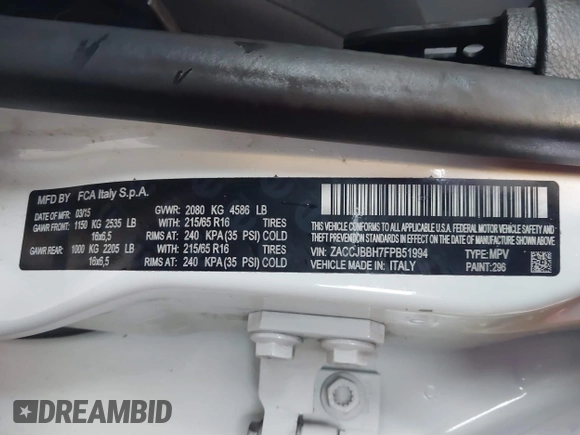 MFD BY FCA Italy S.p.A.
DATE OF MFR: 03/15 GVWR: 2080 KG 4586 LB
GAWR FRONT: 1150 KG 2535 LB WITH: 215/65 R16 TIRES
16x6,5 RIMS AT: 240 KPA (35 PSI) COLD
GAWR REAR: 1000 KG 2205 LB WITH: 215/65 R16 TIRES
16x6,5 RIMS AT: 240 KPA (35 PSI) COLD
THIS VEHICLE CONFORMS TO ALL APPLICABLE
FEDERAL MOTOR VEHICLE SAFETY, BUMPER, AND
THEFT PREVENTION STANDARDS IN EFFECT ON THE
DATE OF MANUFACTURE SHOWN ABOVE.
VIN: ZACCJBBH7FPB51994 TYPE: MPV
VEHICLE MADE IN: ITALY PAINT: 296
DREAMBID